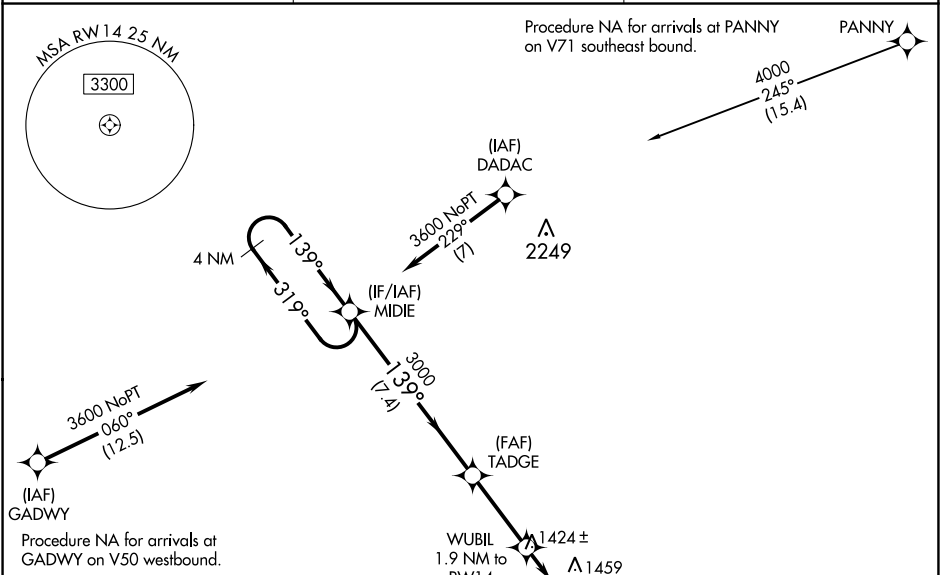 MSA RW14 25 NM
3300
Procedure NA for arrivals at PANNY
on V71 southeast bound.
PANNY
4000
245°
(15.4)
(IAF)
DADAC
3600 NoPT
229°
(7)
2249
4 NM
139°
319°
(IF/IAF)
MIDIE
3000
139°
(7.4)
3600 NoPT
060°
(12.5)
(IAF)
GADWY
(FAF)
TADGE
Procedure NA for arrivals at
GADWY on V50 westbound.
WUBIL
1.9 NM to
RW14
1424 ±
1459